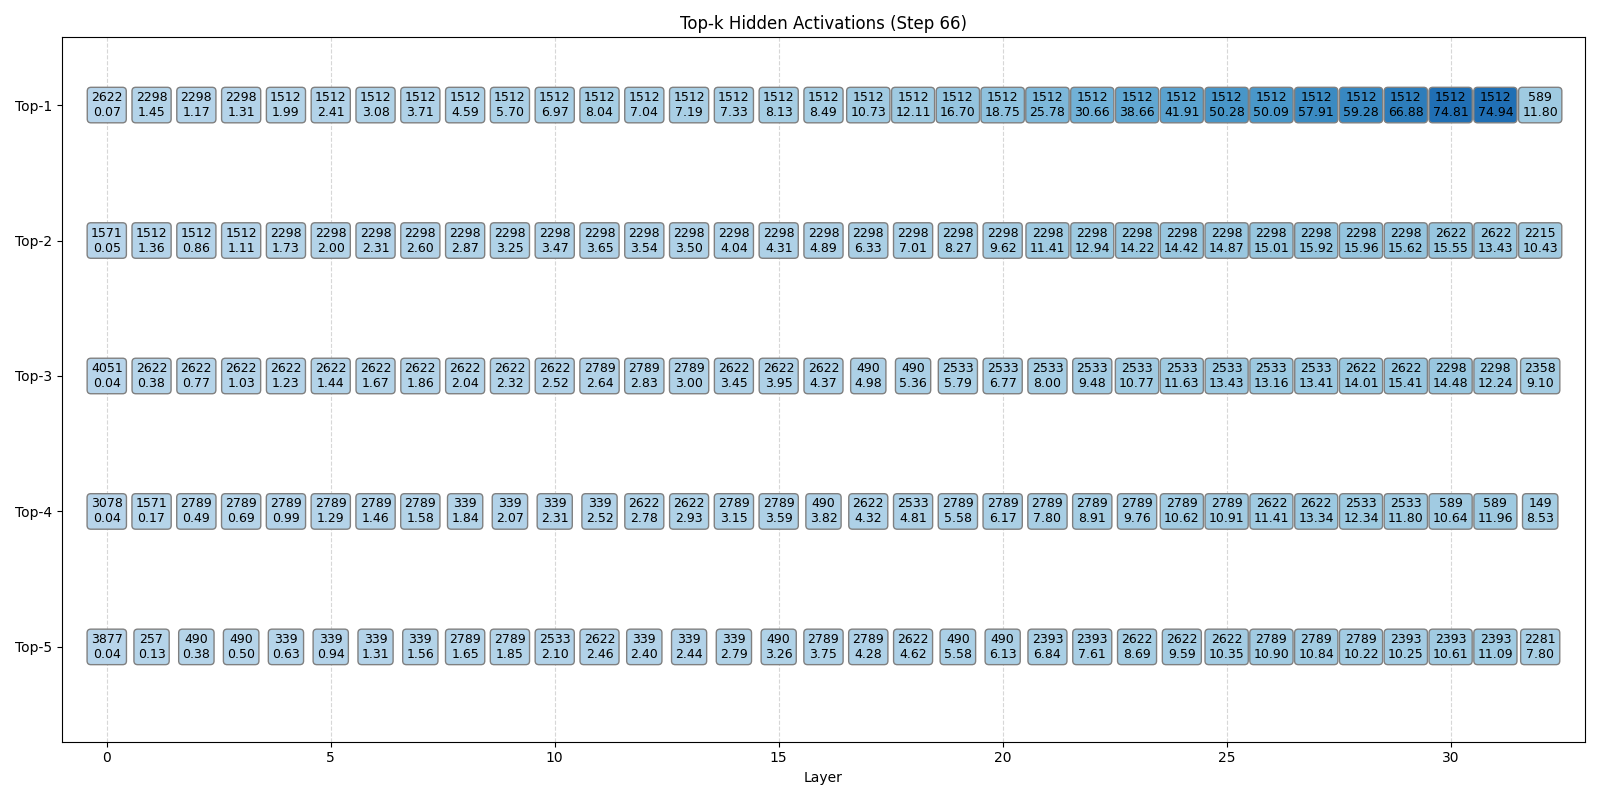 Top-k Hidden Activations (Step 66)
Top-1
2622 2298 2298 2298 1512 1512 1512 1512 1512 1512 1512 1512 1512 1512 1512 1512 1512 1512 1512 1512 1512 1512 1512 1512 1512 1512 1512 1512 1512 1512 1512 1512 589
0.07 1.45 1.17 1.31 1.99 2.41 3.08 3.71 4.59 5.70 6.97 8.04 7.04 7.19 7.33 8.13 8.49 10.73 12.11 16.70 18.75 25.78 30.66 38.66 41.91 50.28 50.09 57.91 59.28 66.88 74.81 74.94 11.80
Top-2
1571 1512 1512 1512 2298 2298 2298 2298 2298 2298 2298 2298 2298 2298 2298 2298 2298 2298 2298 2298 2298 2298 2298 2298 2298 2298 2298 2298 2298 2298 2622 2622 2215
0.05 1.36 0.86 1.11 1.73 2.00 2.31 2.60 2.87 3.25 3.47 3.65 3.54 3.50 4.04 4.31 4.89 6.33 7.01 8.27 9.62 11.41 12.94 14.22 14.42 14.87 15.01 15.92 15.96 15.62 15.55 13.43 10.43
Top-3
4051 2622 2622 2622 2622 2622 2622 2622 2622 2622 2622 2789 2789 2789 2622 2622 2622 490 490 2533 2533 2533 2533 2533 2533 2533 2533 2533 2622 2622 2298 2298 2358
0.04 0.38 0.77 1.03 1.23 1.44 1.67 1.86 2.04 2.32 2.52 2.64 2.83 3.00 3.45 3.95 4.37 4.98 5.36 5.79 6.77 8.00 9.48 10.77 11.63 13.43 13.16 13.41 14.01 15.41 14.48 12.24 9.10
Top-4
3078 1571 2789 2789 2789 2789 2789 2789 339 339 339 339 2622 2622 2789 2789 490 2622 2533 2789 2789 2789 2789 2789 2789 2789 2622 2622 2533 2533 589 589 149
0.04 0.17 0.49 0.69 0.99 1.29 1.46 1.58 1.84 2.07 2.31 2.52 2.78 2.93 3.15 3.59 3.82 4.32 4.81 5.58 6.17 7.80 8.91 9.76 10.62 10.91 11.41 13.34 12.34 11.80 10.64 11.96 8.53
Top-5
3877 257 490 490 339 339 339 339 2789 2789 2533 2622 339 339 339 490 2789 2789 2622 490 490 2393 2393 2622 2622 2622 2789 2789 2789 2393 2393 2393 2281
0.04 0.13 0.38 0.50 0.63 0.94 1.31 1.56 1.65 1.85 2.10 2.46 2.40 2.44 2.79 3.26 3.75 4.28 4.62 5.58 6.13 6.84 7.61 8.69 9.59 10.35 10.90 10.84 10.22 10.25 10.61 11.09 7.80
0 5 10 15 20 25 30
Layer